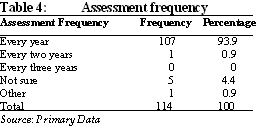 Table 4: Assessment frequency
Assessment Frequency Frequency Percentage
Every year 107 93.9
Every two years 1 0.9
Every three years 0 0
Not sure 5 4.4
Other 1 0.9
Total 114 100
Source: Primary Data